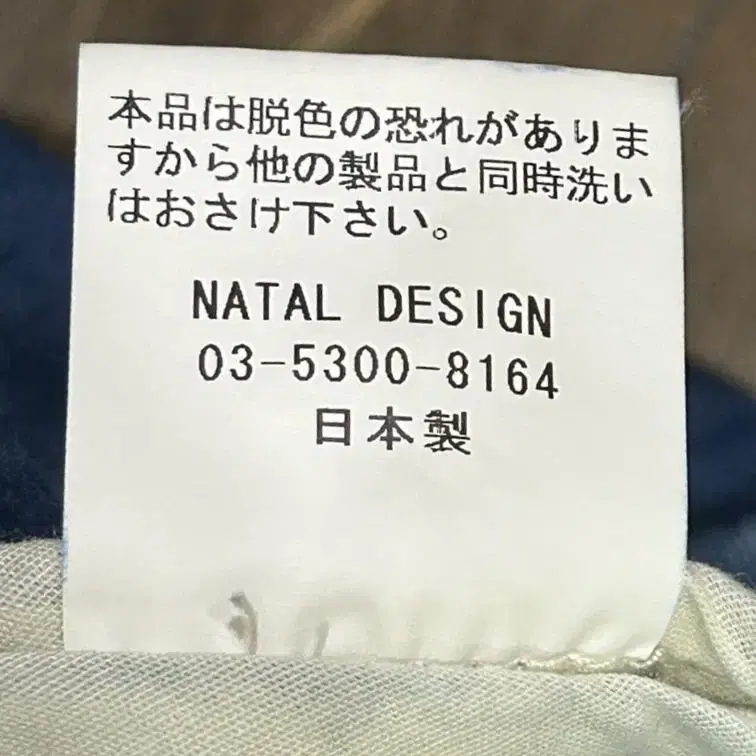 本品は脱色の恐れがありま
すから他の製品と同時洗い
はおさけ下さい。
NATAL DESIGN
03-5300-8164
日本製